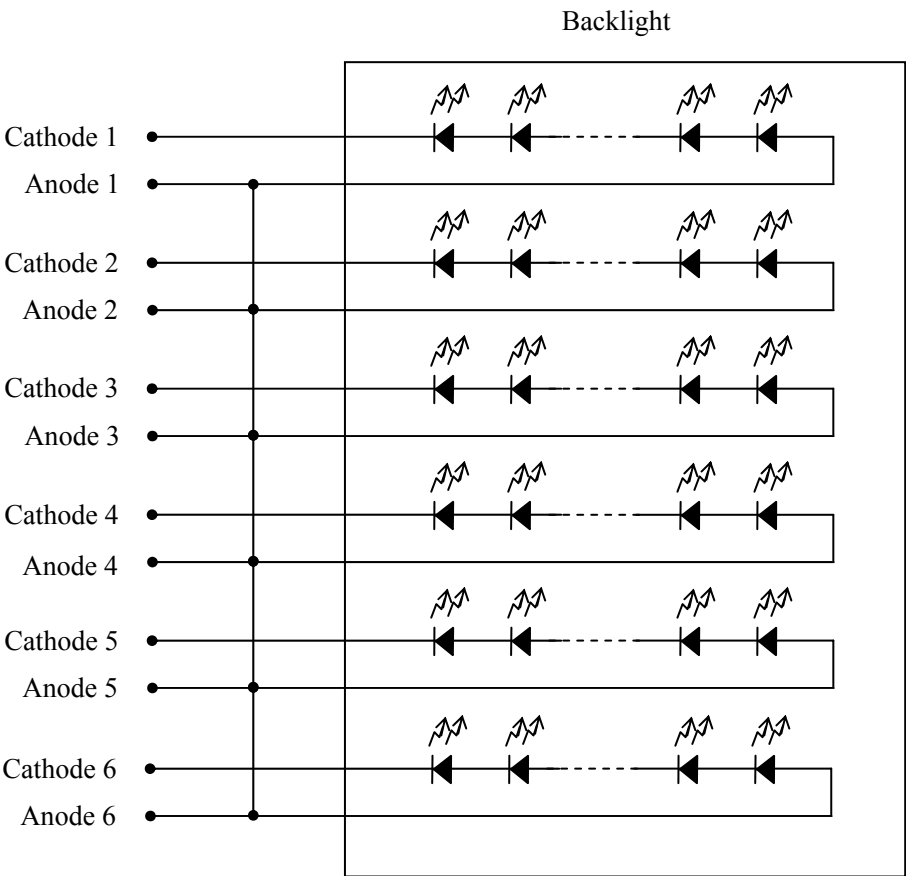 Backlight
Cathode 1
Anode 1
Cathode 2
Anode 2
Cathode 3
Anode 3
Cathode 4
Anode 4
Cathode 5
Anode 5
Cathode 6
Anode 6